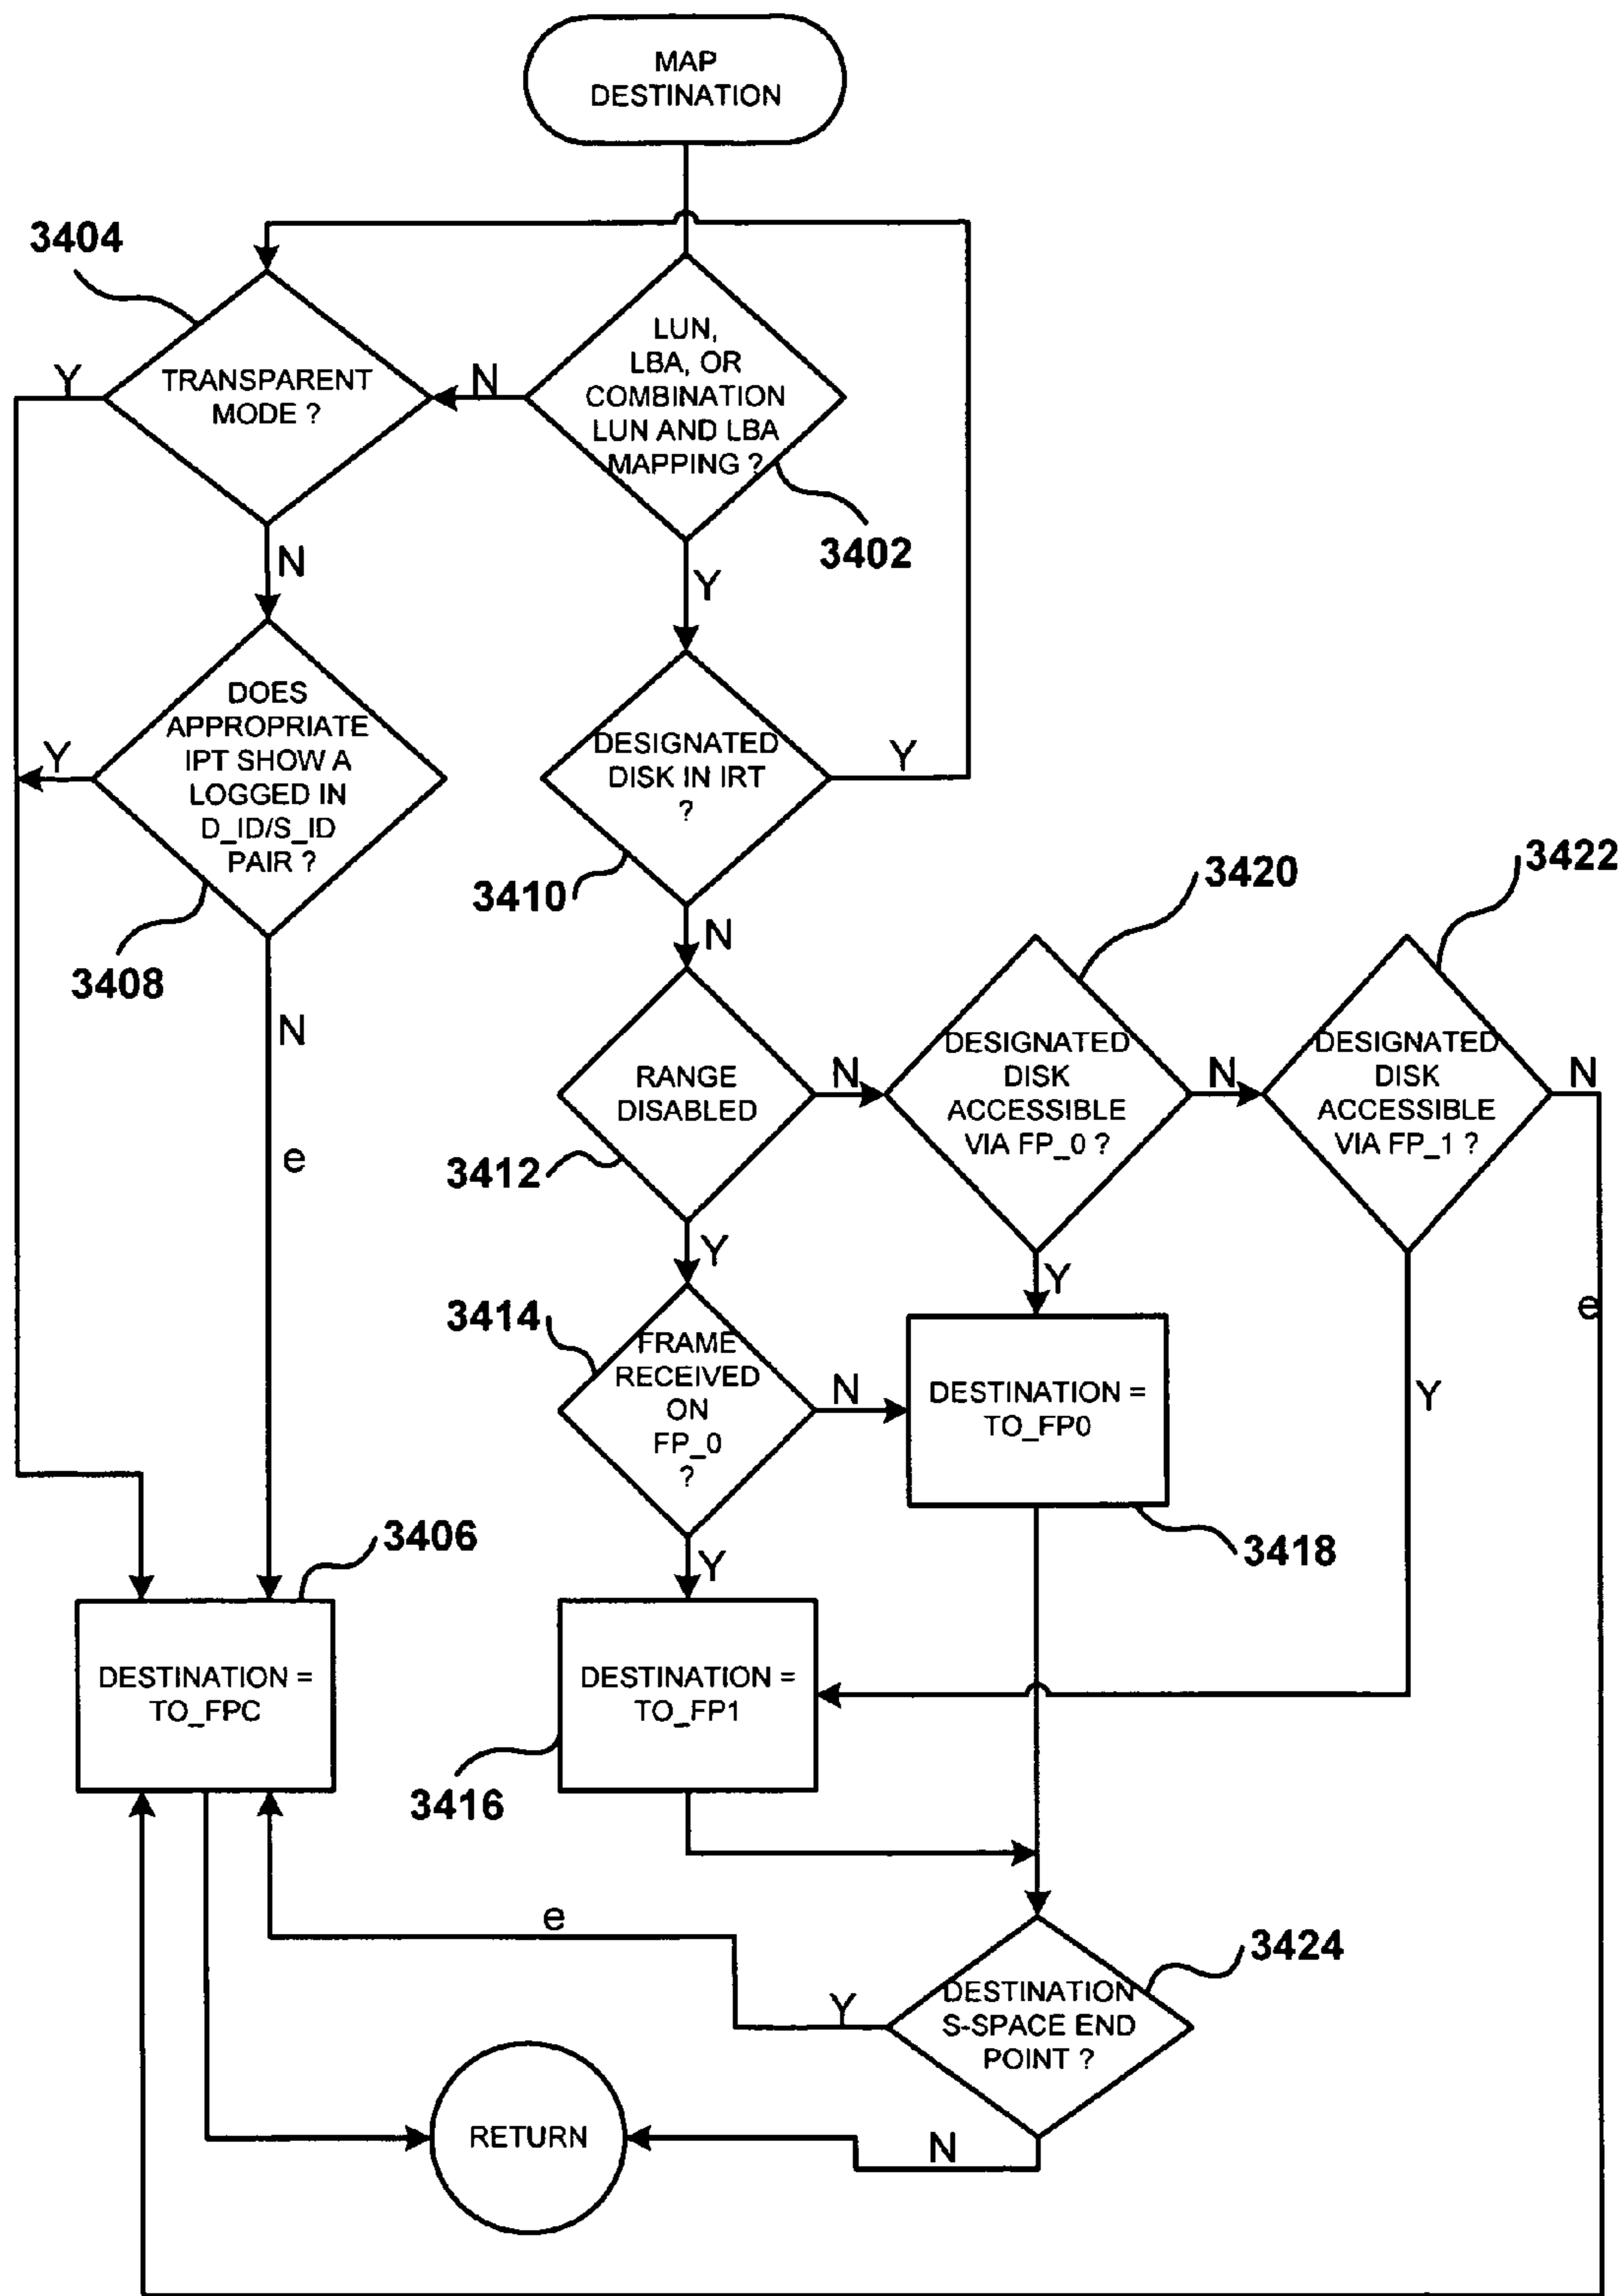 MAP
DESTINATION
3404
LUN,
LBA, OR
COMBINATION
LUN AND LBA
MAPPING ?
3402
N
TRANSPARENT
MODE ?
Y
N
Y
DOES
APPROPRIATE
IPT SHOW A
LOGGED IN
D_ID/S_ID
PAIR ?
Y
3408
N
e
DESIGNATED
DISK IN IRT
?
Y
3410
N
RANGE
DISABLED
3412
N
Y
3420
DESIGNATED
DISK
ACCESSIBLE
VIA FP_0 ?
N
Y
3422
DESIGNATED
DISK
ACCESSIBLE
VIA FP_1 ?
N
e
Y
3414
FRAME
RECEIVED
ON
FP_0
?
N
Y
DESTINATION =
TO_FP0
3418
3406
DESTINATION =
TO_FPC
DESTINATION =
TO_FP1
3416
e
3424
DESTINATION
S-SPACE END
POINT ?
Y
N
RETURN